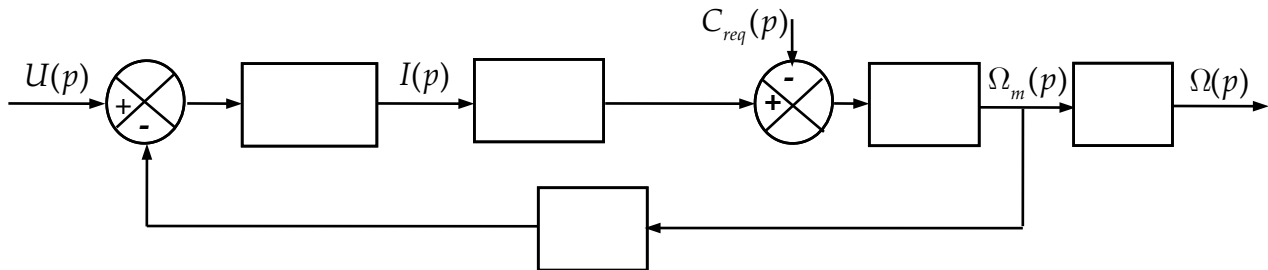 C_req(p)
U(p)
+
-
I(p)
-
+
Ω_m(p)
Ω(p)